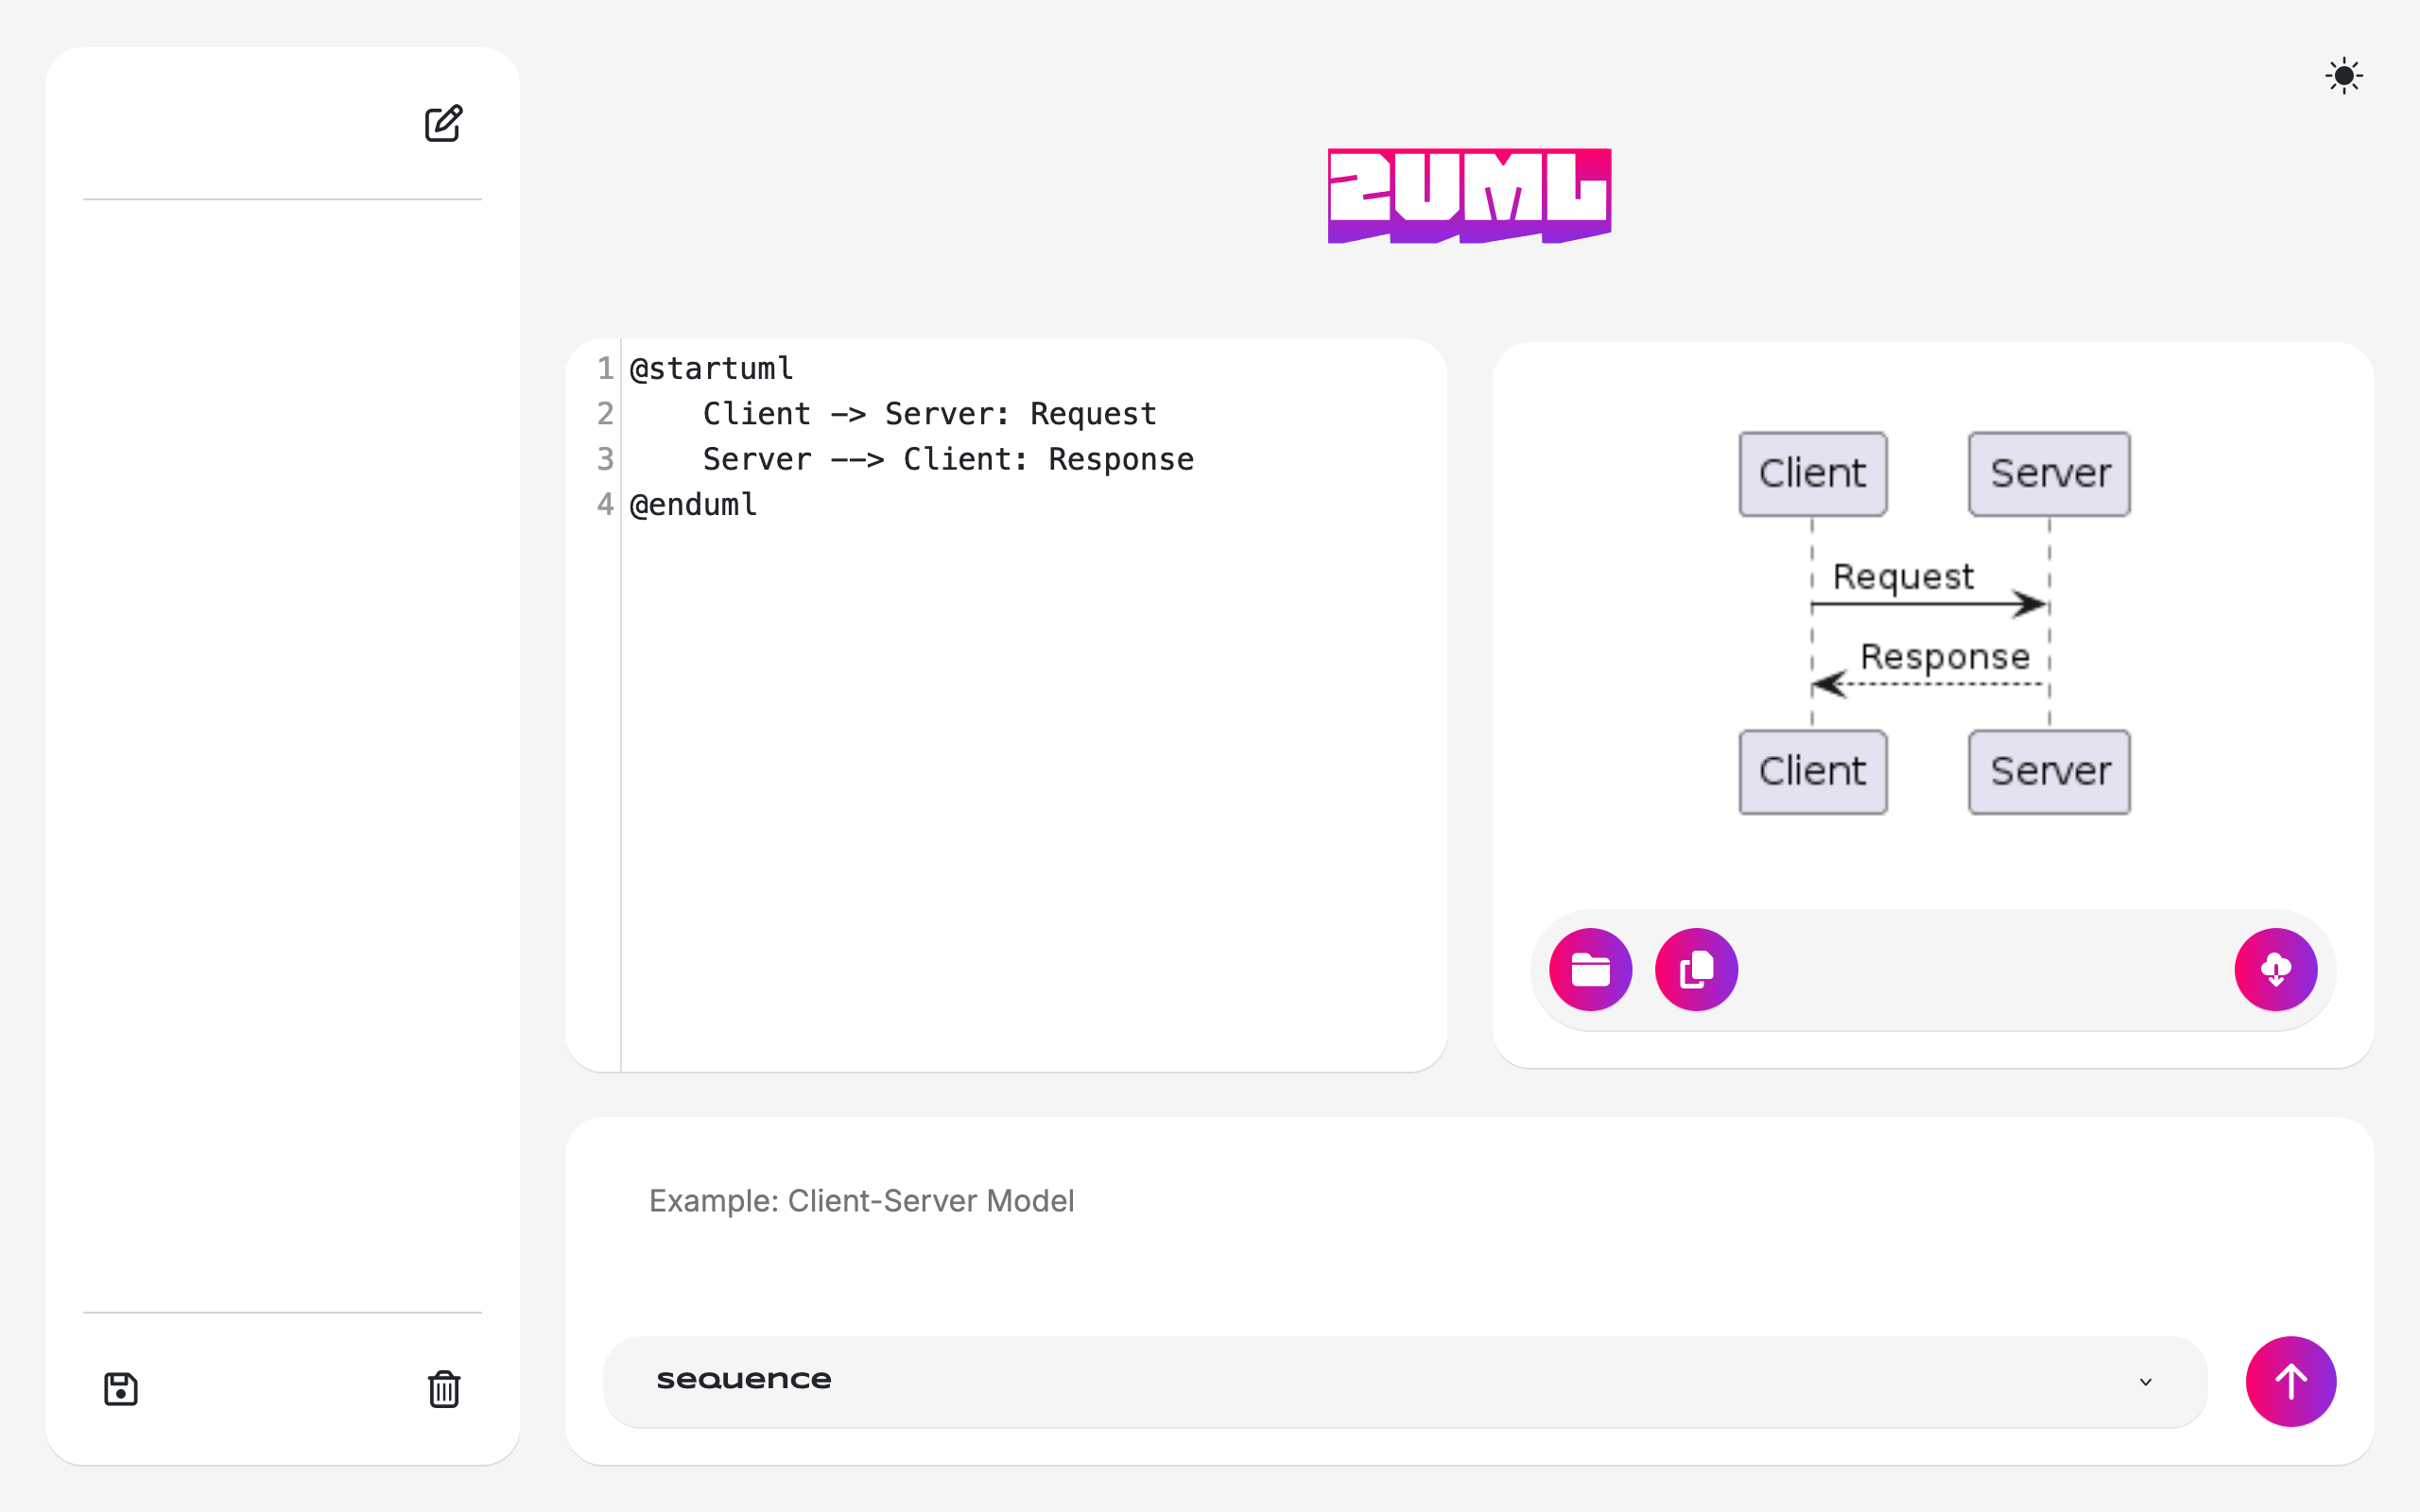 2UML
1 @startuml
2 Client -> Server: Request
3 Server --> Client: Response
4 @enduml
Client Server
Request
Response
Client Server
Example: Client-Server Model
sequence